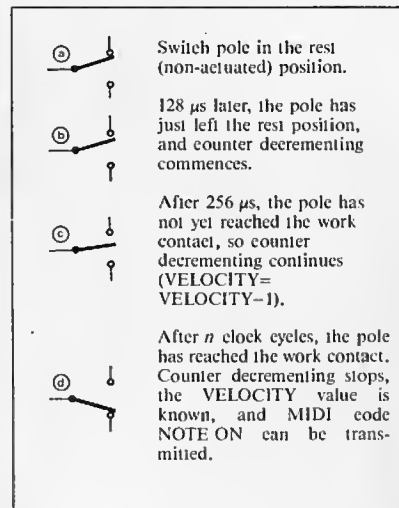 a
Switch pole in the rest
(non-actuated) position.
b
128 μs later, the pole has
just left the rest position,
and counter decrementing
commences.
c
After 256 μs, the pole has
not yet reached the work
contact, so counter
decrementing continues
(VELOCITY=
VELOCITY–1).
d
After n clock cycles, the pole
has reached the work contact.
Counter decrementing stops,
the VELOCITY value is
known, and MIDI code
NOTE ON can be trans-
mitted.